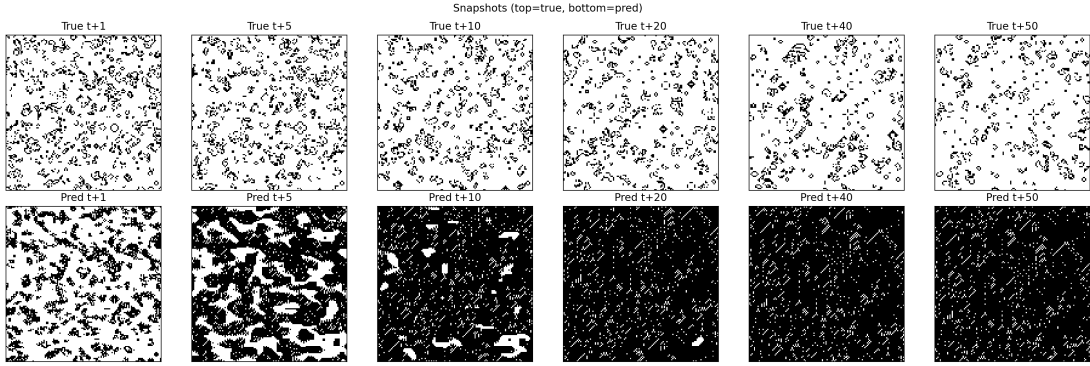 Snapshots (top=true, bottom=pred)
True t+1 True t+5 True t+10 True t+20 True t+40 True t+50
Pred t+1 Pred t+5 Pred t+10 Pred t+20 Pred t+40 Pred t+50